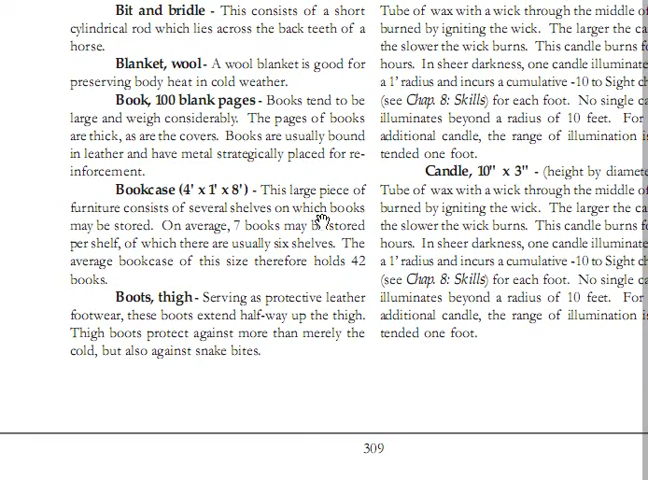 Bit and bridle - This consists of a short
cylindrical rod which lies across the back teeth of a
horse.
Blanket, wool - A wool blanket is good for
preserving body heat in cold weather.
Book, 100 blank pages - Books tend to be
large and weigh considerably. The pages of books
are thick, as are the covers. Books are usually bound
in leather and have metal strategically placed for re-
inforcement.
Bookcase (4' x 1' x 8') - This large piece of
furniture consists of several shelves on which books
may be stored. On average, 7 books may be stored
per shelf, of which there are usually six shelves. The
average bookcase of this size therefore holds 42
books.
Boots, thigh - Serving as protective leather
footwear, these boots extend half-way up the thigh.
Thigh boots protect against more than merely the
cold, but also against snake bites.
Tube of wax with a wick through the middle of
burned by igniting the wick. The larger the ca
the slower the wick burns. This candle burns fo
hours. In sheer darkness, one candle illuminate
a 1' radius and incurs a cumulative -10 to Sight ch
(see Chap. 8: Skills) for each foot. No single ca
illuminates beyond a radius of 10 feet. For
additional candle, the range of illumination is
tended one foot.
Candle, 10" x 3" - (height by diamete
Tube of wax with a wick through the middle of
burned by igniting the wick. The larger the ca
the slower the wick burns. This candle burns fo
hours. In sheer darkness, one candle illuminate
a 1' radius and incurs a cumulative -10 to Sight ch
(see Chap. 8: Skills) for each foot. No single ca
illuminates beyond a radius of 10 feet. For
additional candle, the range of illumination is
tended one foot.
309